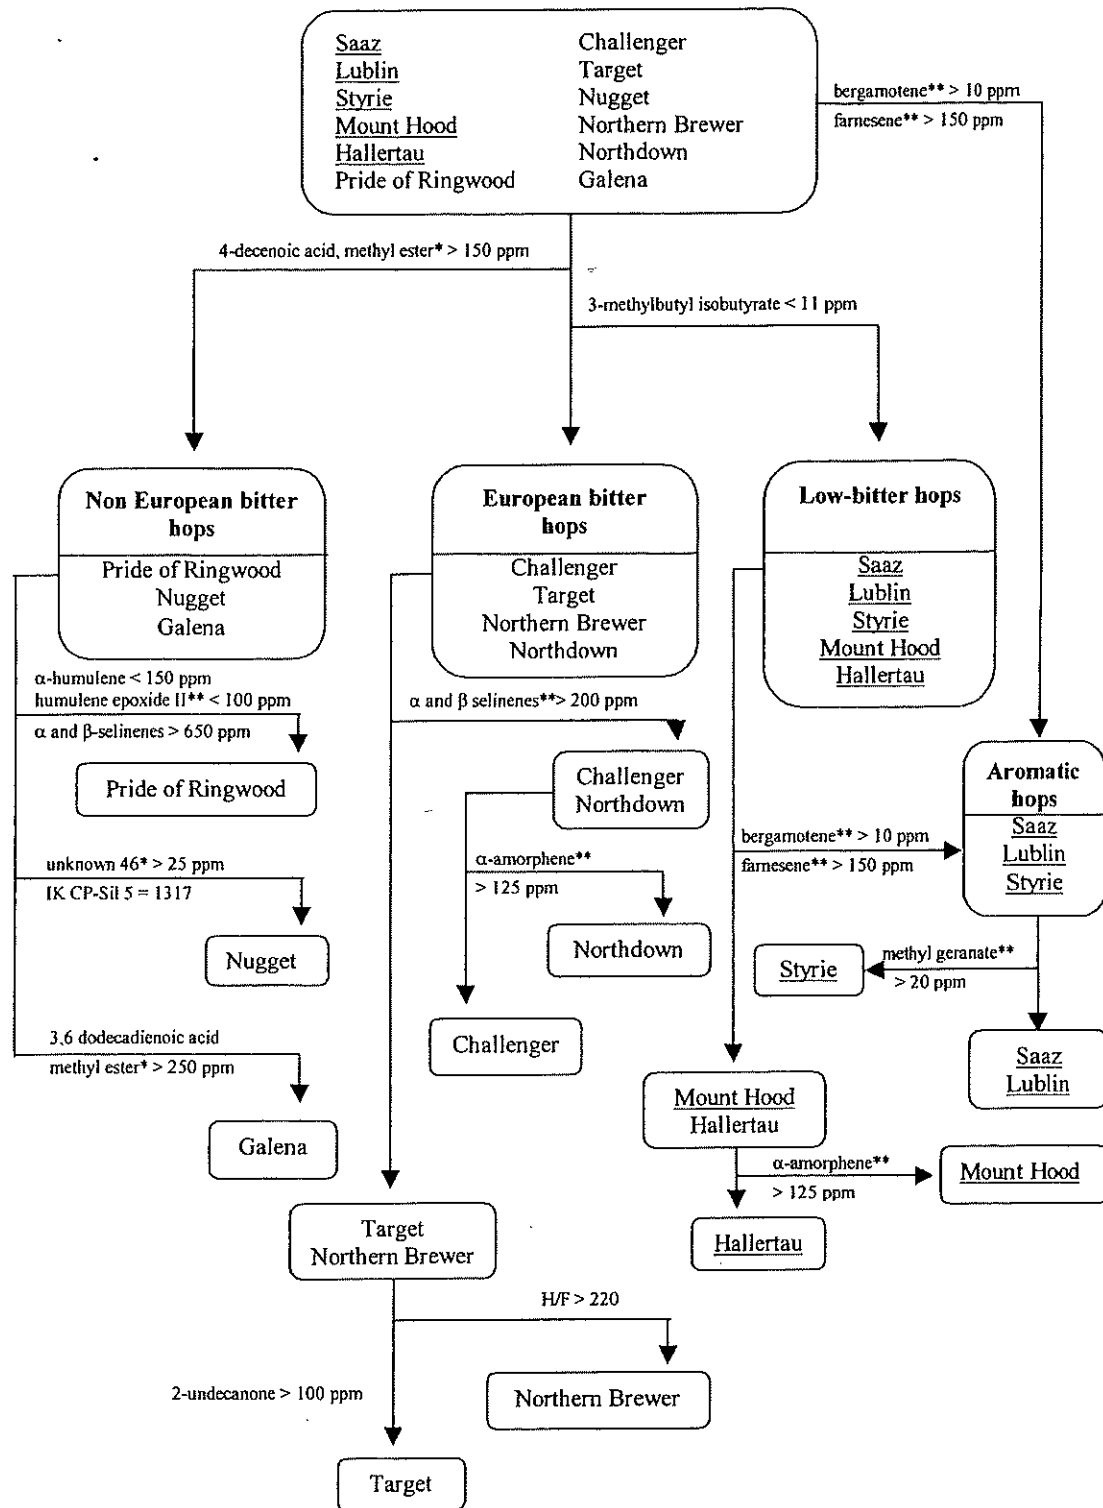 Saaz
Lublin
Styrie
Mount Hood
Hallertau
Pride of Ringwood
Challenger
Target
Nugget
Northern Brewer
Northdown
Galena
bergamotene** > 10 ppm
farnesene** > 150 ppm
4-decenoic acid, methyl ester* > 150 ppm
3-methylbutyl isobutyrate < 11 ppm
Non European bitter
hops
Pride of Ringwood
Nugget
Galena
European bitter
hops
Challenger
Target
Northern Brewer
Northdown
Low-bitter hops
Saaz
Lublin
Styrie
Mount Hood
Hallertau
α-humulene < 150 ppm
humulene epoxide II** < 100 ppm
α and β-selinenes > 650 ppm
Pride of Ringwood
unknown 46* > 25 ppm
IK CP-Sil 5 = 1317
Nugget
3,6 dodecadienoic acid
methyl ester* > 250 ppm
Galena
α and β selinenes**> 200 ppm
Challenger
Northdown
α-amorphene**
> 125 ppm
Northdown
Challenger
Target
Northern Brewer
H/F > 220
Northern Brewer
2-undecanone > 100 ppm
Target
bergamotene** > 10 ppm
farnesene** > 150 ppm
Aromatic
hops
Saaz
Lublin
Styrie
methyl geranate**
> 20 ppm
Styrie
Saaz
Lublin
Mount Hood
Hallertau
α-amorphene**
> 125 ppm
Mount Hood
Hallertau